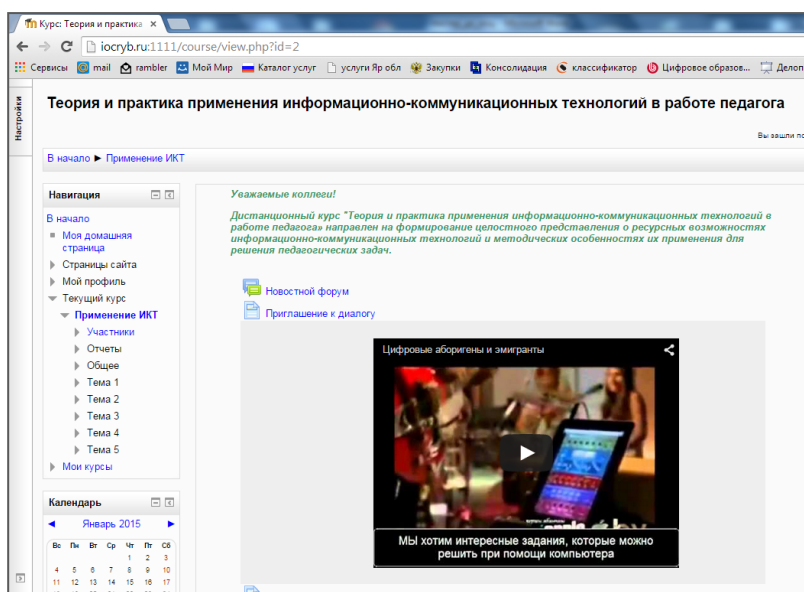 Курс: Теория и практика
iocryb.ru:1111/course/view.php?id=2
Сервисы mail rambler Мой Мир Каталог услуг услуги Яр обл Закупки Консолидация классификатор Цифровое образов... Делоп
Настройки
Теория и практика применения информационно-коммуникационных технологий в работе педагога
Вы зашли по
В начало ► Применение ИКТ
Навигация
В начало
Моя домашняя
страница
Страницы сайта
Мой профиль
Текущий курс
Применение ИКТ
Участники
Отчеты
Общее
Тема 1
Тема 2
Тема 3
Тема 4
Тема 5
Мои курсы
Календарь
Январь 2015
Вс Пн Вт Ср Чт Пт Сб
1 2 3
4 5 6 7 8 9 10
11 12 13 14 15 16 17
Уважаемые коллеги!
Дистанционный курс "Теория и практика применения информационно-коммуникационных технологий в
работе педагога» направлен на формирование целостного представления о ресурсных возможностях
информационно-коммуникационных технологий и методических особенностях их применения для
решения педагогических задач.
Новостной форум
Приглашение к диалогу
Цифровые аборигены и эмигранты
МЫ хотим интересные задания, которые можно
решить при помощи компьютера